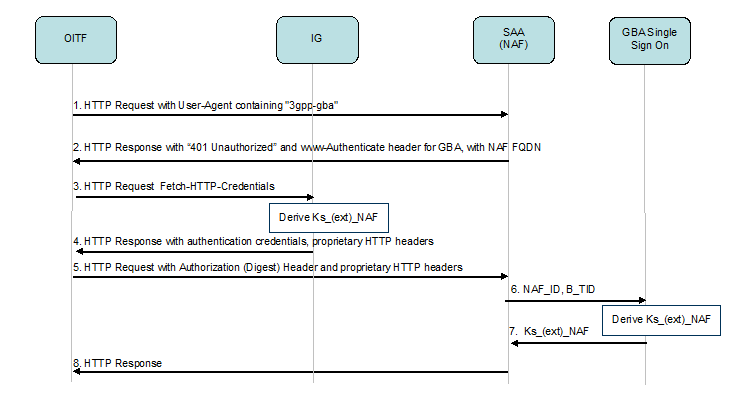 OITF
IG
SAA
(NAF)
GBA Single
Sign On
1. HTTP Request with User-Agent containing "3gpp-gba"
2. HTTP Response with “401 Unauthorized” and www-Authenticate header for GBA, with NAF FQDN
3. HTTP Request Fetch-HTTP-Credentials
Derive Ks_(ext)_NAF
4. HTTP Response with authentication credentials, proprietary HTTP headers
5. HTTP Request with Authorization (Digest) Header and proprietary HTTP headers
6. NAF_ID, B_TID
Derive Ks_(ext)_NAF
7. Ks_(ext)_NAF
8. HTTP Response